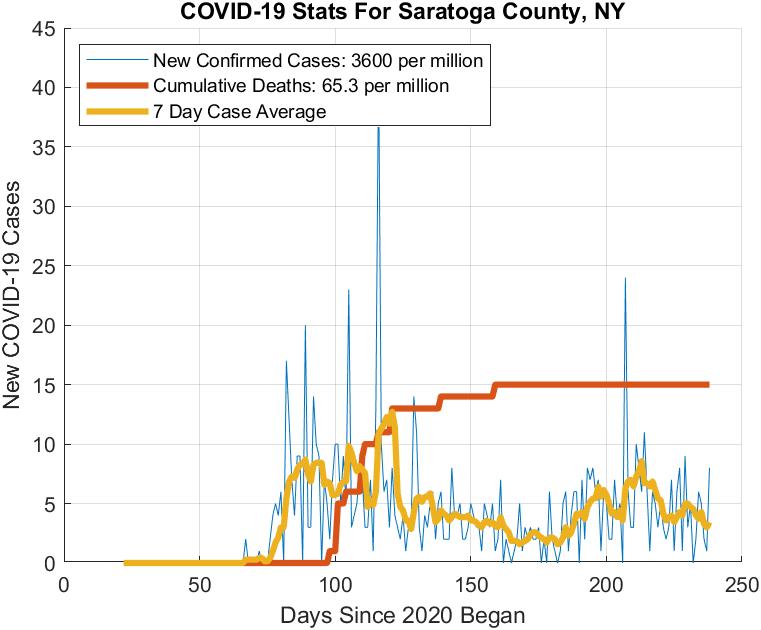 COVID-19 Stats For Saratoga County, NY
45
40
35
30
25
20
15
10
5
0
New COVID-19 Cases
New Confirmed Cases: 3600 per million
Cumulative Deaths: 65.3 per million
7 Day Case Average
0 50 100 150 200 250
Days Since 2020 Began